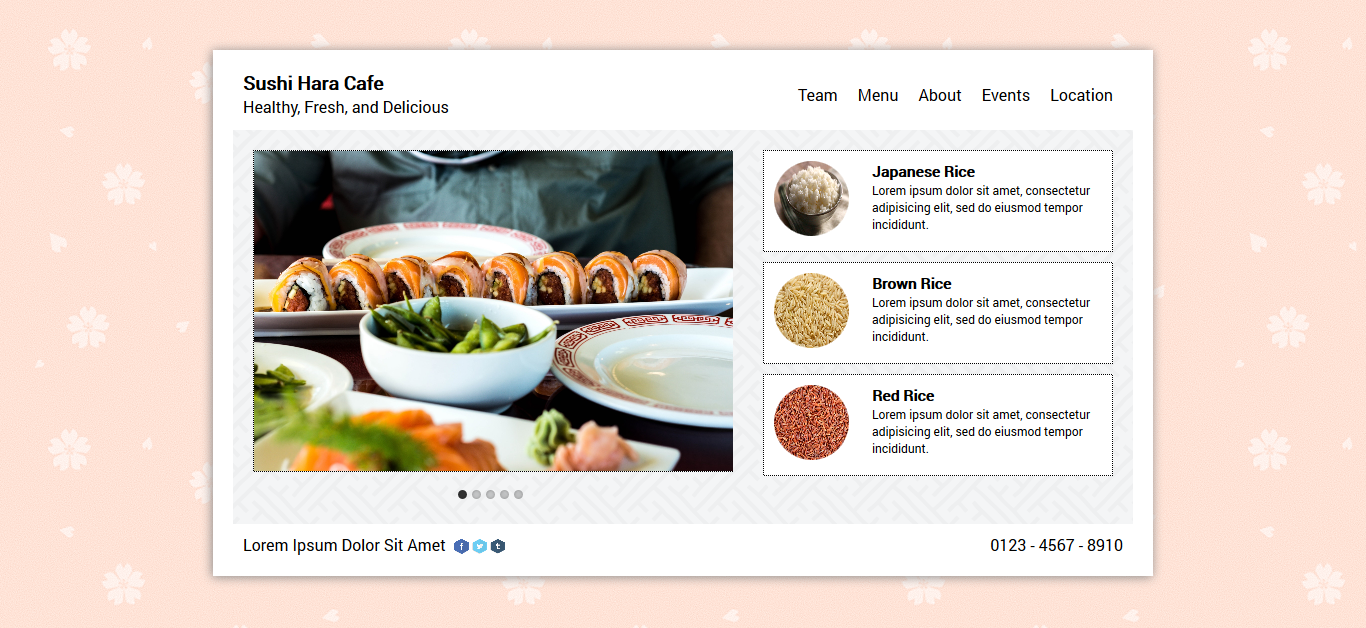 Sushi Hara Cafe
Healthy, Fresh, and Delicious
Team Menu About Events Location
Japanese Rice
Lorem ipsum dolor sit amet, consectetur
adipisicing elit, sed do eiusmod tempor
incididunt.
Brown Rice
Lorem ipsum dolor sit amet, consectetur
adipisicing elit, sed do eiusmod tempor
incididunt.
Red Rice
Lorem ipsum dolor sit amet, consectetur
adipisicing elit, sed do eiusmod tempor
incididunt.
Lorem Ipsum Dolor Sit Amet
0123 - 4567 - 8910